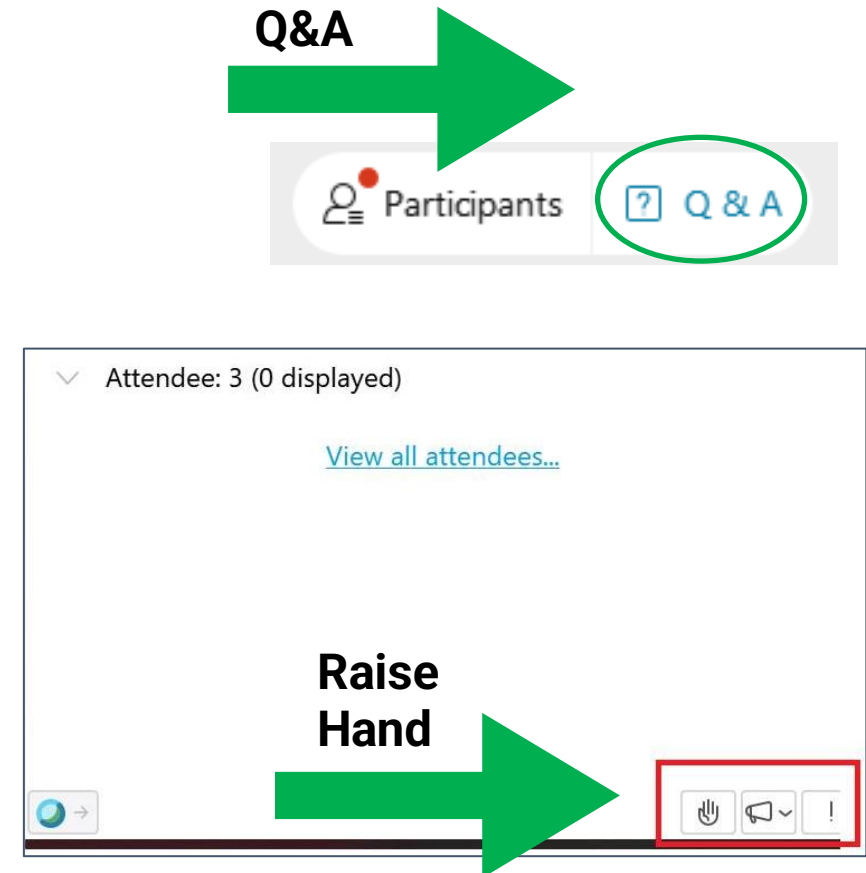 Q&A
Participants
? Q & A
Attendee: 3 (0 displayed)
View all attendees...
Raise
Hand
!